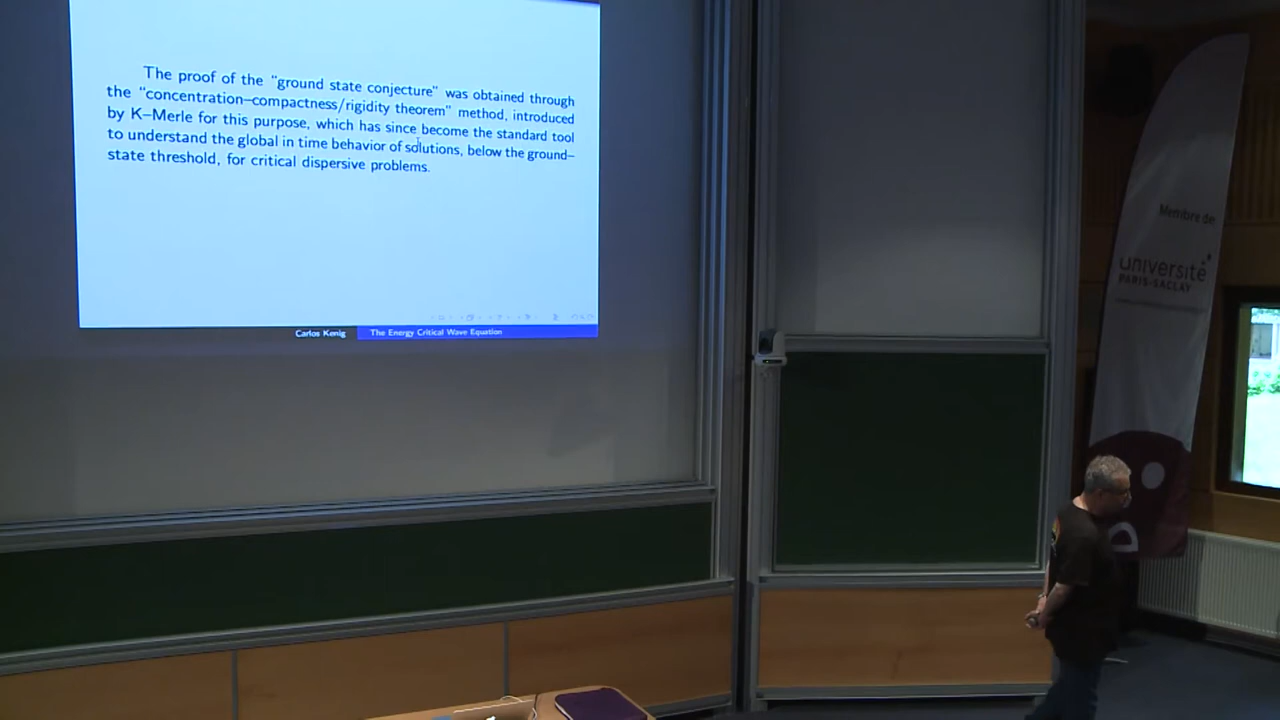 The proof of the "ground state conjecture" was obtained through
the "concentration–compactness/rigidity theorem" method, introduced
by K–Merle for this purpose, which has since become the standard tool
to understand the global in time behavior of solutions, below the ground–
state threshold, for critical dispersive problems.
Carlos Kenig
The Energy Critical Wave Equation
Membre de
université
PARIS-SACLAY